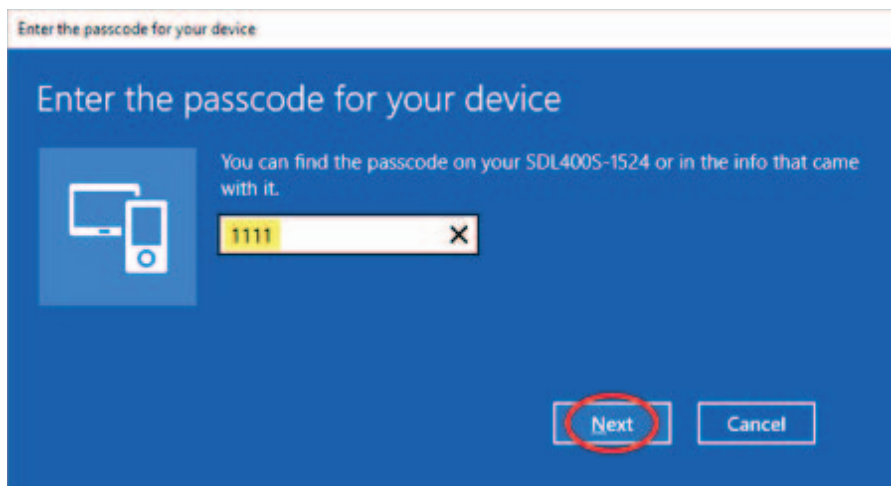 Enter the passcode for your device
Enter the passcode for your device
You can find the passcode on your SDL400S-1524 or in the info that came
with it.
1111
Next
Cancel